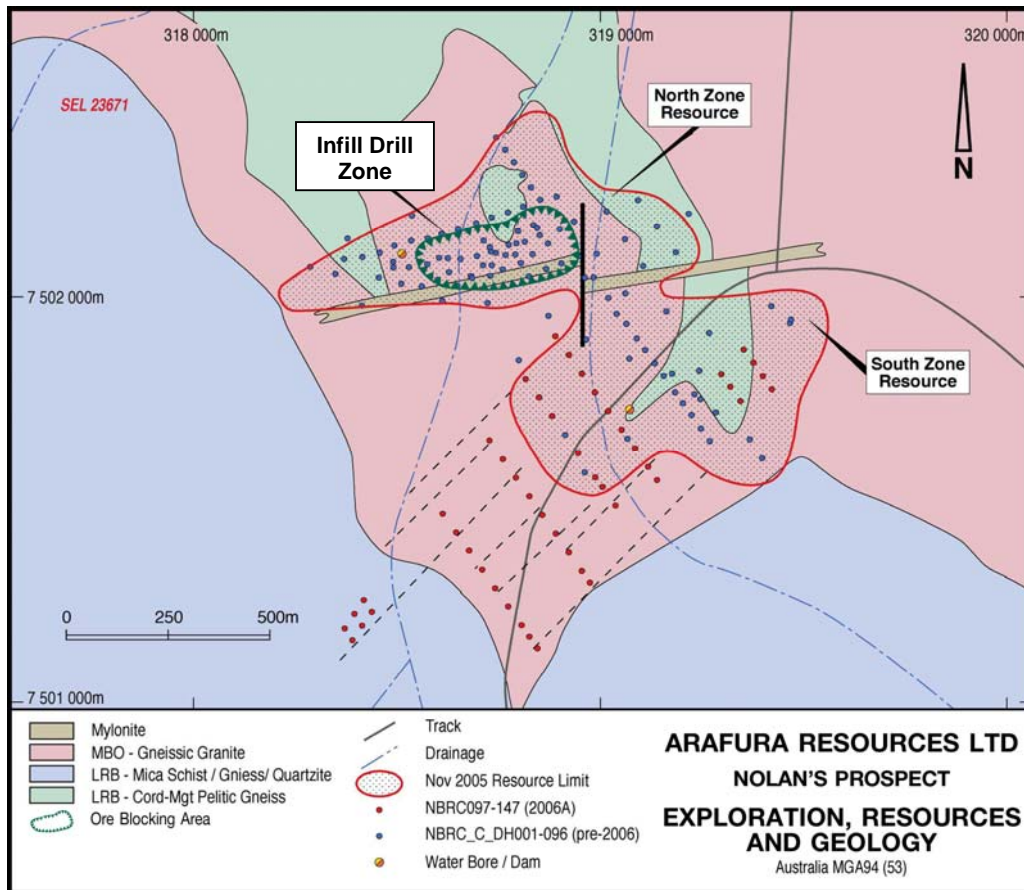 318 000m
319 000m
320 000m
SEL 23671
North Zone
Resource
Infill Drill
Zone
N
7 502 000m
South Zone
Resource
0 250 500m
7 501 000m
Mylonite
MBO - Gneissic Granite
LRB - Mica Schist / Gniess/ Quartzite
LRB - Cord-Mgt Pelitic Gneiss
Ore Blocking Area
Track
Drainage
Nov 2005 Resource Limit
NBRC097-147 (2006A)
NBRC_C_DH001-096 (pre-2006)
Water Bore / Dam
ARAFURA RESOURCES LTD
NOLAN'S PROSPECT
EXPLORATION, RESOURCES
AND GEOLOGY
Australia MGA94 (53)